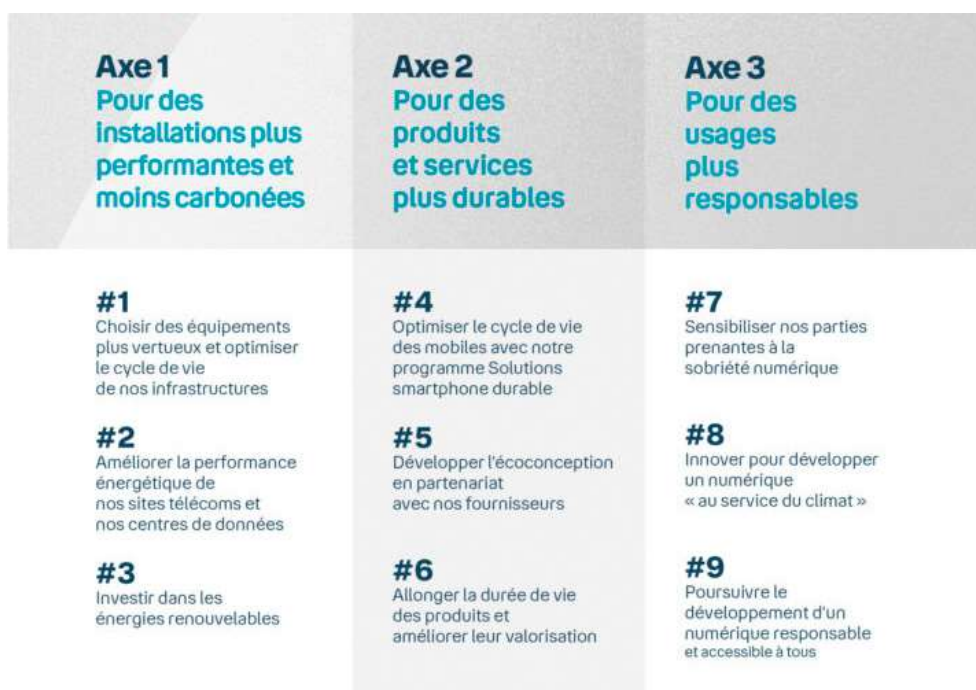 Axe 1
Pour des
installations plus
performantes et
moins carbonées
#1
Choisir des équipements
plus vertueux et optimiser
le cycle de vie
de nos infrastructures
#2
Améliorer la performance
énergétique de
nos sites télécoms et
nos centres de données
#3
Investir dans les
énergies renouvelables
Axe 2
Pour des
produits
et services
plus durables
#4
Optimiser le cycle de vie
des mobiles avec notre
programme Solutions
smartphone durable
#5
Développer l'écoconception
en partenariat
avec nos fournisseurs
#6
Allonger la durée de vie
des produits et
améliorer leur valorisation
Axe 3
Pour des
usages
plus
responsables
#7
Sensibiliser nos parties
prenantes à la
sobriété numérique
#8
Innover pour développer
un numérique
« au service du climat »
#9
Poursuivre le
développement d'un
numérique responsable
et accessible à tous